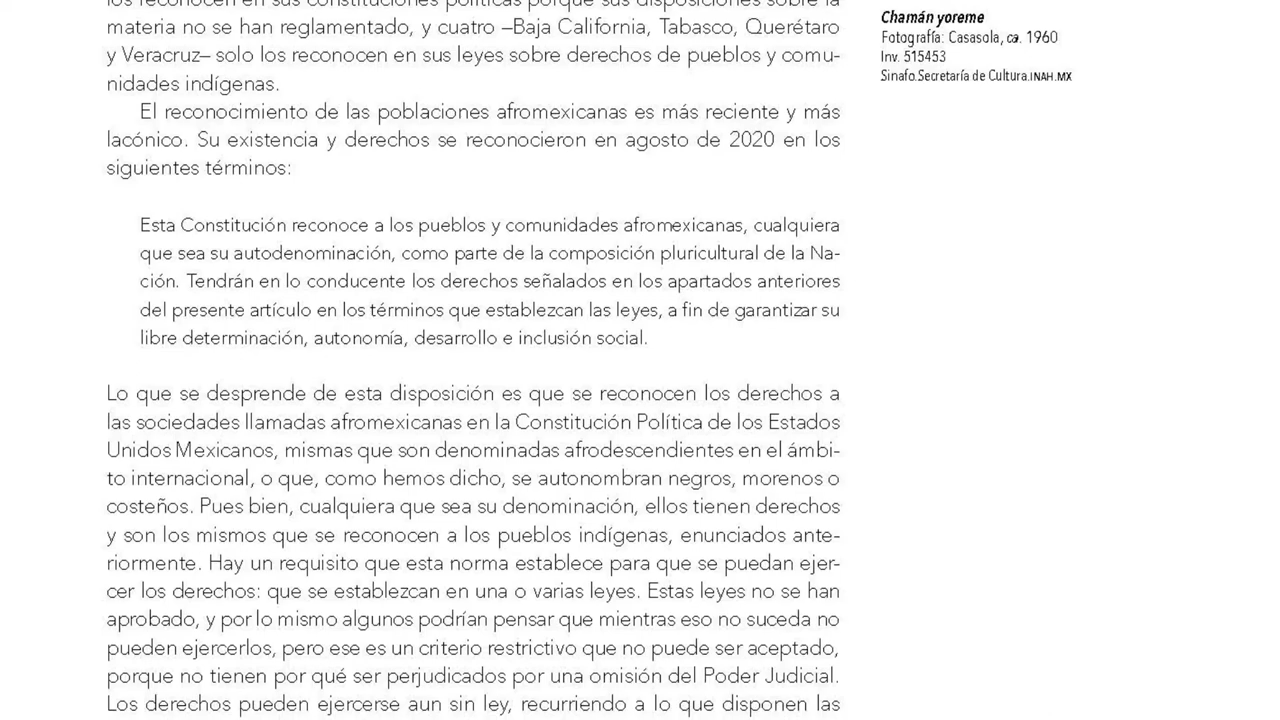 los reconocen en sus constituciones políticas porque sus disposiciones sobre la
materia no se han reglamentado, y cuatro –Baja California, Tabasco, Querétaro
y Veracruz– solo los reconocen en sus leyes sobre derechos de pueblos y comu-
nidades indígenas.
El reconocimiento de las poblaciones afromexicanas es más reciente y más
lacónico. Su existencia y derechos se reconocieron en agosto de 2020 en los
siguientes términos:
Esta Constitución reconoce a los pueblos y comunidades afromexicanas, cualquiera
que sea su autodenominación, como parte de la composición pluricultural de la Na-
ción. Tendrán en lo conducente los derechos señalados en los apartados anteriores
del presente artículo en los términos que establezcan las leyes, a fin de garantizar su
libre determinación, autonomía, desarrollo e inclusión social.
Lo que se desprende de esta disposición es que se reconocen los derechos a
las sociedades llamadas afromexicanas en la Constitución Política de los Estados
Unidos Mexicanos, mismas que son denominadas afrodescendientes en el ámbi-
to internacional, o que, como hemos dicho, se autonombran negros, morenos o
costeños. Pues bien, cualquiera que sea su denominación, ellos tienen derechos
y son los mismos que se reconocen a los pueblos indígenas, enunciados ante-
riormente. Hay un requisito que esta norma establece para que se puedan ejer-
cer los derechos: que se establezcan en una o varias leyes. Estas leyes no se han
aprobado, y por lo mismo algunos podrían pensar que mientras eso no suceda no
pueden ejercerlos, pero ese es un criterio restrictivo que no puede ser aceptado,
porque no tienen por qué ser perjudicados por una omisión del Poder Judicial.
Los derechos pueden ejercerse aun sin ley, recurriendo a lo que disponen las
Chamán yoreme
Fotografía: Casasola, ca. 1960
Inv. 515453
Sinafo.Secretaría de Cultura.INAH.MX